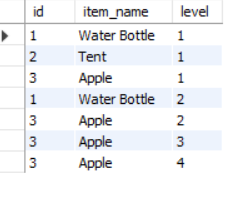 id item_name level
1 Water Bottle 1
2 Tent 1
3 Apple 1
1 Water Bottle 2
3 Apple 2
3 Apple 3
3 Apple 4